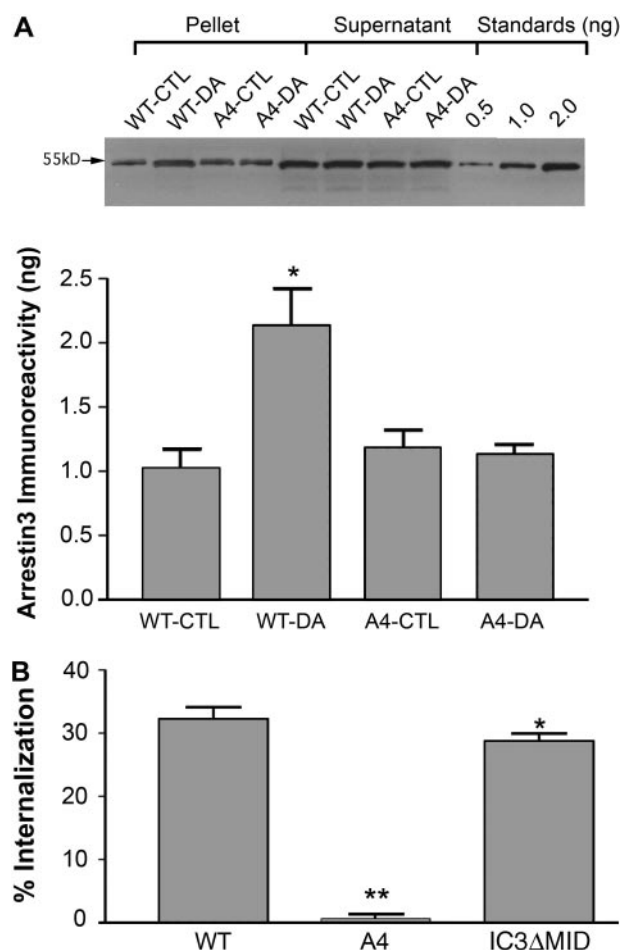 A
Pellet Supernatant Standards (ng)
WT-CTL WT-DA A4-CTL A4-DA WT-CTL WT-DA A4-CTL A4-DA 0.5 1.0 2.0
55kD
Arrestin3 Immunoreactivity (ng)
2.5
2.0
1.5
1.0
0.5
0.0
*
WT-CTL WT-DA A4-CTL A4-DA
B
% Internalization
40
30
20
10
0
**
*
WT A4 IC3ΔMID